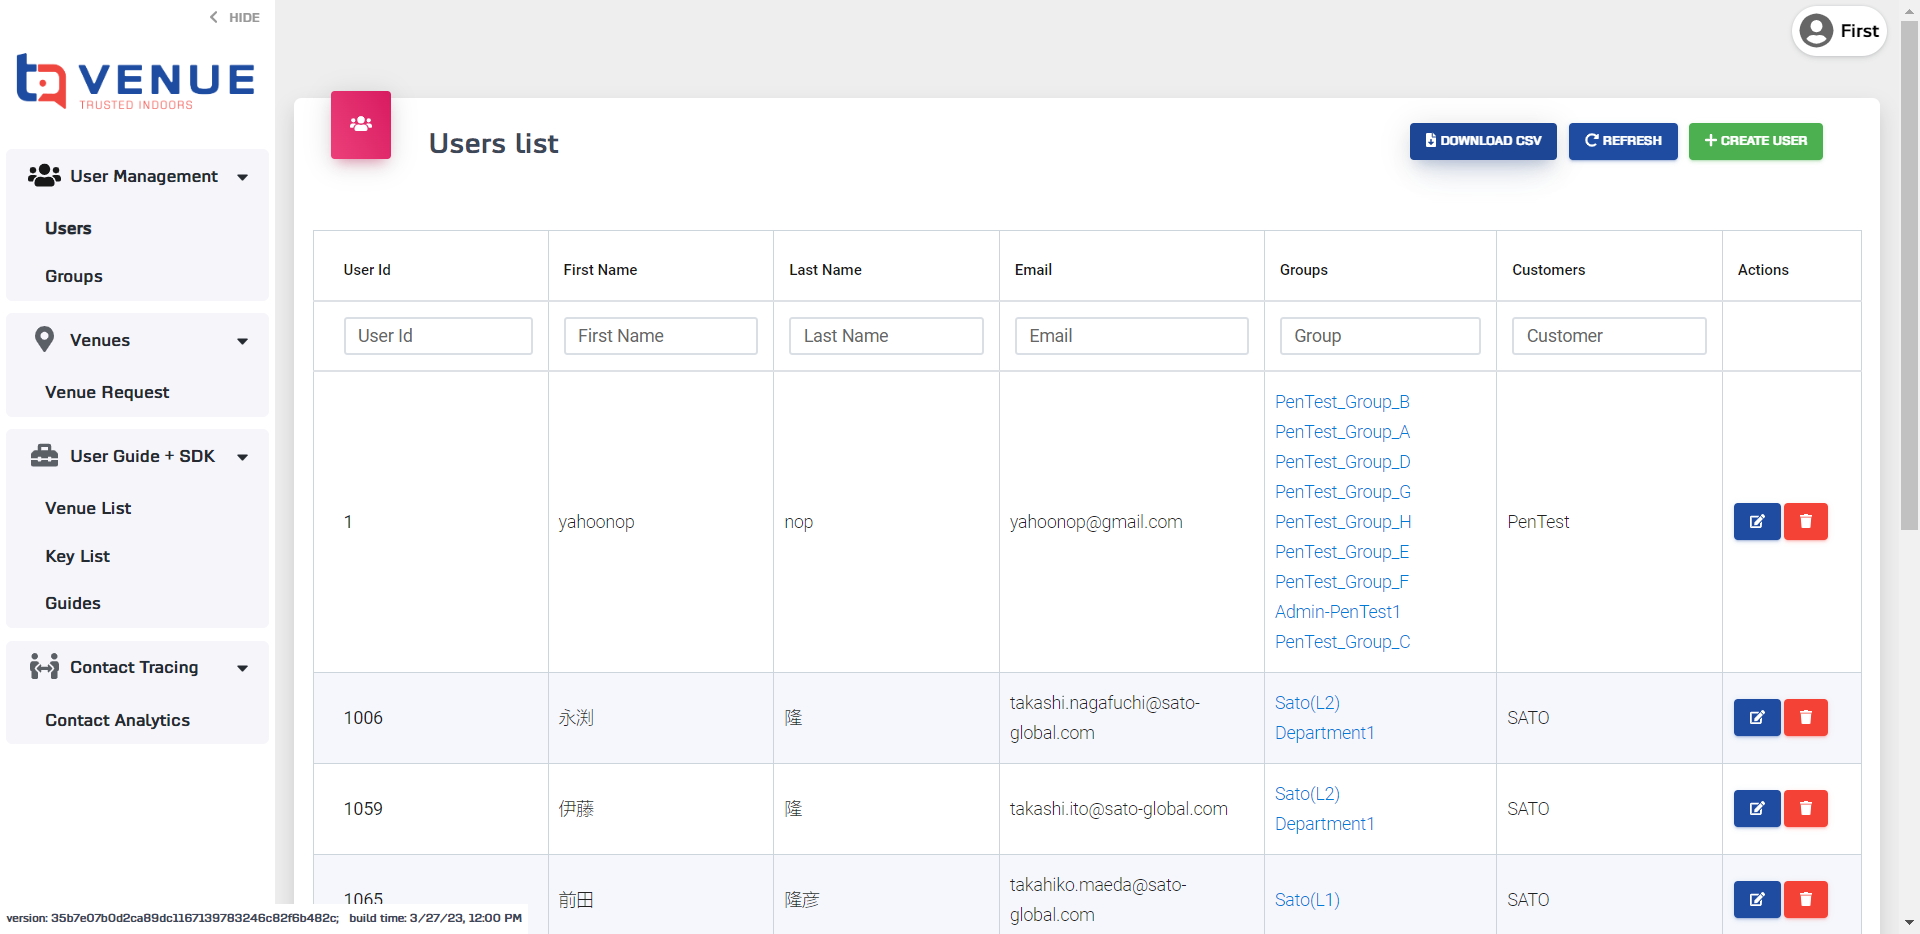 HIDE
VENUE
TRUSTED INDOORS
User Management
Users
Groups
Venues
Venue Request
User Guide + SDK
Venue List
Key List
Guides
Contact Tracing
Contact Analytics
version: 35b7e07b0d2ca89dc1167139783246c82f6b482c; build time: 3/27/23, 12:00 PM
First
Users list
DOWNLOAD CSV
REFRESH
CREATE USER
User Id First Name Last Name Email Groups Customers Actions
User Id First Name Last Name Email Group Customer
PenTest_Group_B
PenTest_Group_A
PenTest_Group_D
PenTest_Group_G
1 yahoonop nop yahoonop@gmail.com PenTest_Group_H PenTest
PenTest_Group_E
PenTest_Group_F
Admin-PenTest1
PenTest_Group_C
takashi.nagafuchi@sato- Sato(L2)
1006 永渕 隆 SATO
global.com Department1
Sato(L2)
1059 伊藤 隆 takashi.ito@sato-global.com SATO
Department1
takahiko.maeda@sato-
1065 前田 隆彦 Sato(L1) SATO
global.com